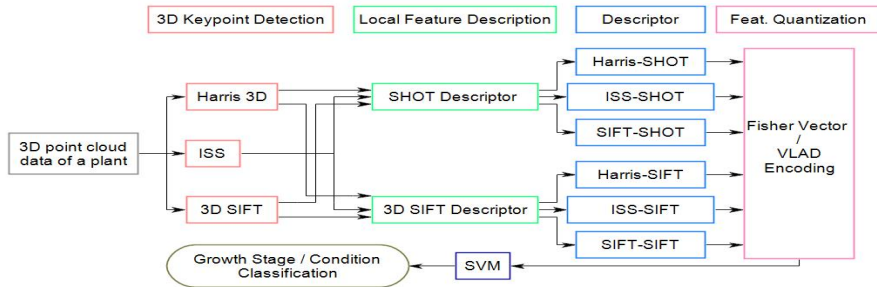 3D Keypoint Detection
Local Feature Description
Descriptor
Feat. Quantization
Harris-SHOT
Harris 3D
SHOT Descriptor
ISS-SHOT
SIFT-SHOT
3D point cloud
data of a plant
ISS
Fisher Vector
/
VLAD
Encoding
Harris-SIFT
3D SIFT
3D SIFT Descriptor
ISS-SIFT
SIFT-SIFT
Growth Stage / Condition
Classification
SVM